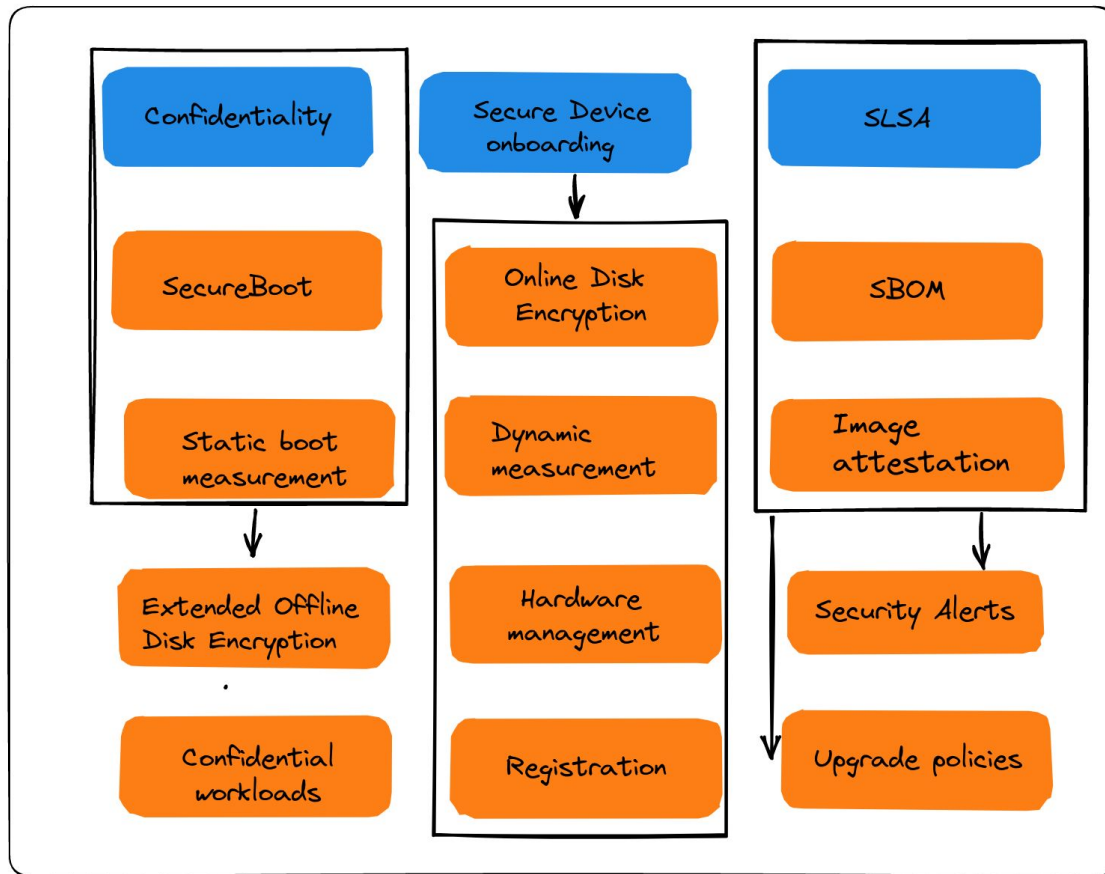 Confidentiality
SecureBoot
Static boot
measurement
Extended Offline
Disk Encryption
Confidential
workloads
Secure Device
onboarding
Online Disk
Encryption
Dynamic
measurement
Hardware
management
Registration
SLSA
SBOM
Image
attestation
Security Alerts
Upgrade policies